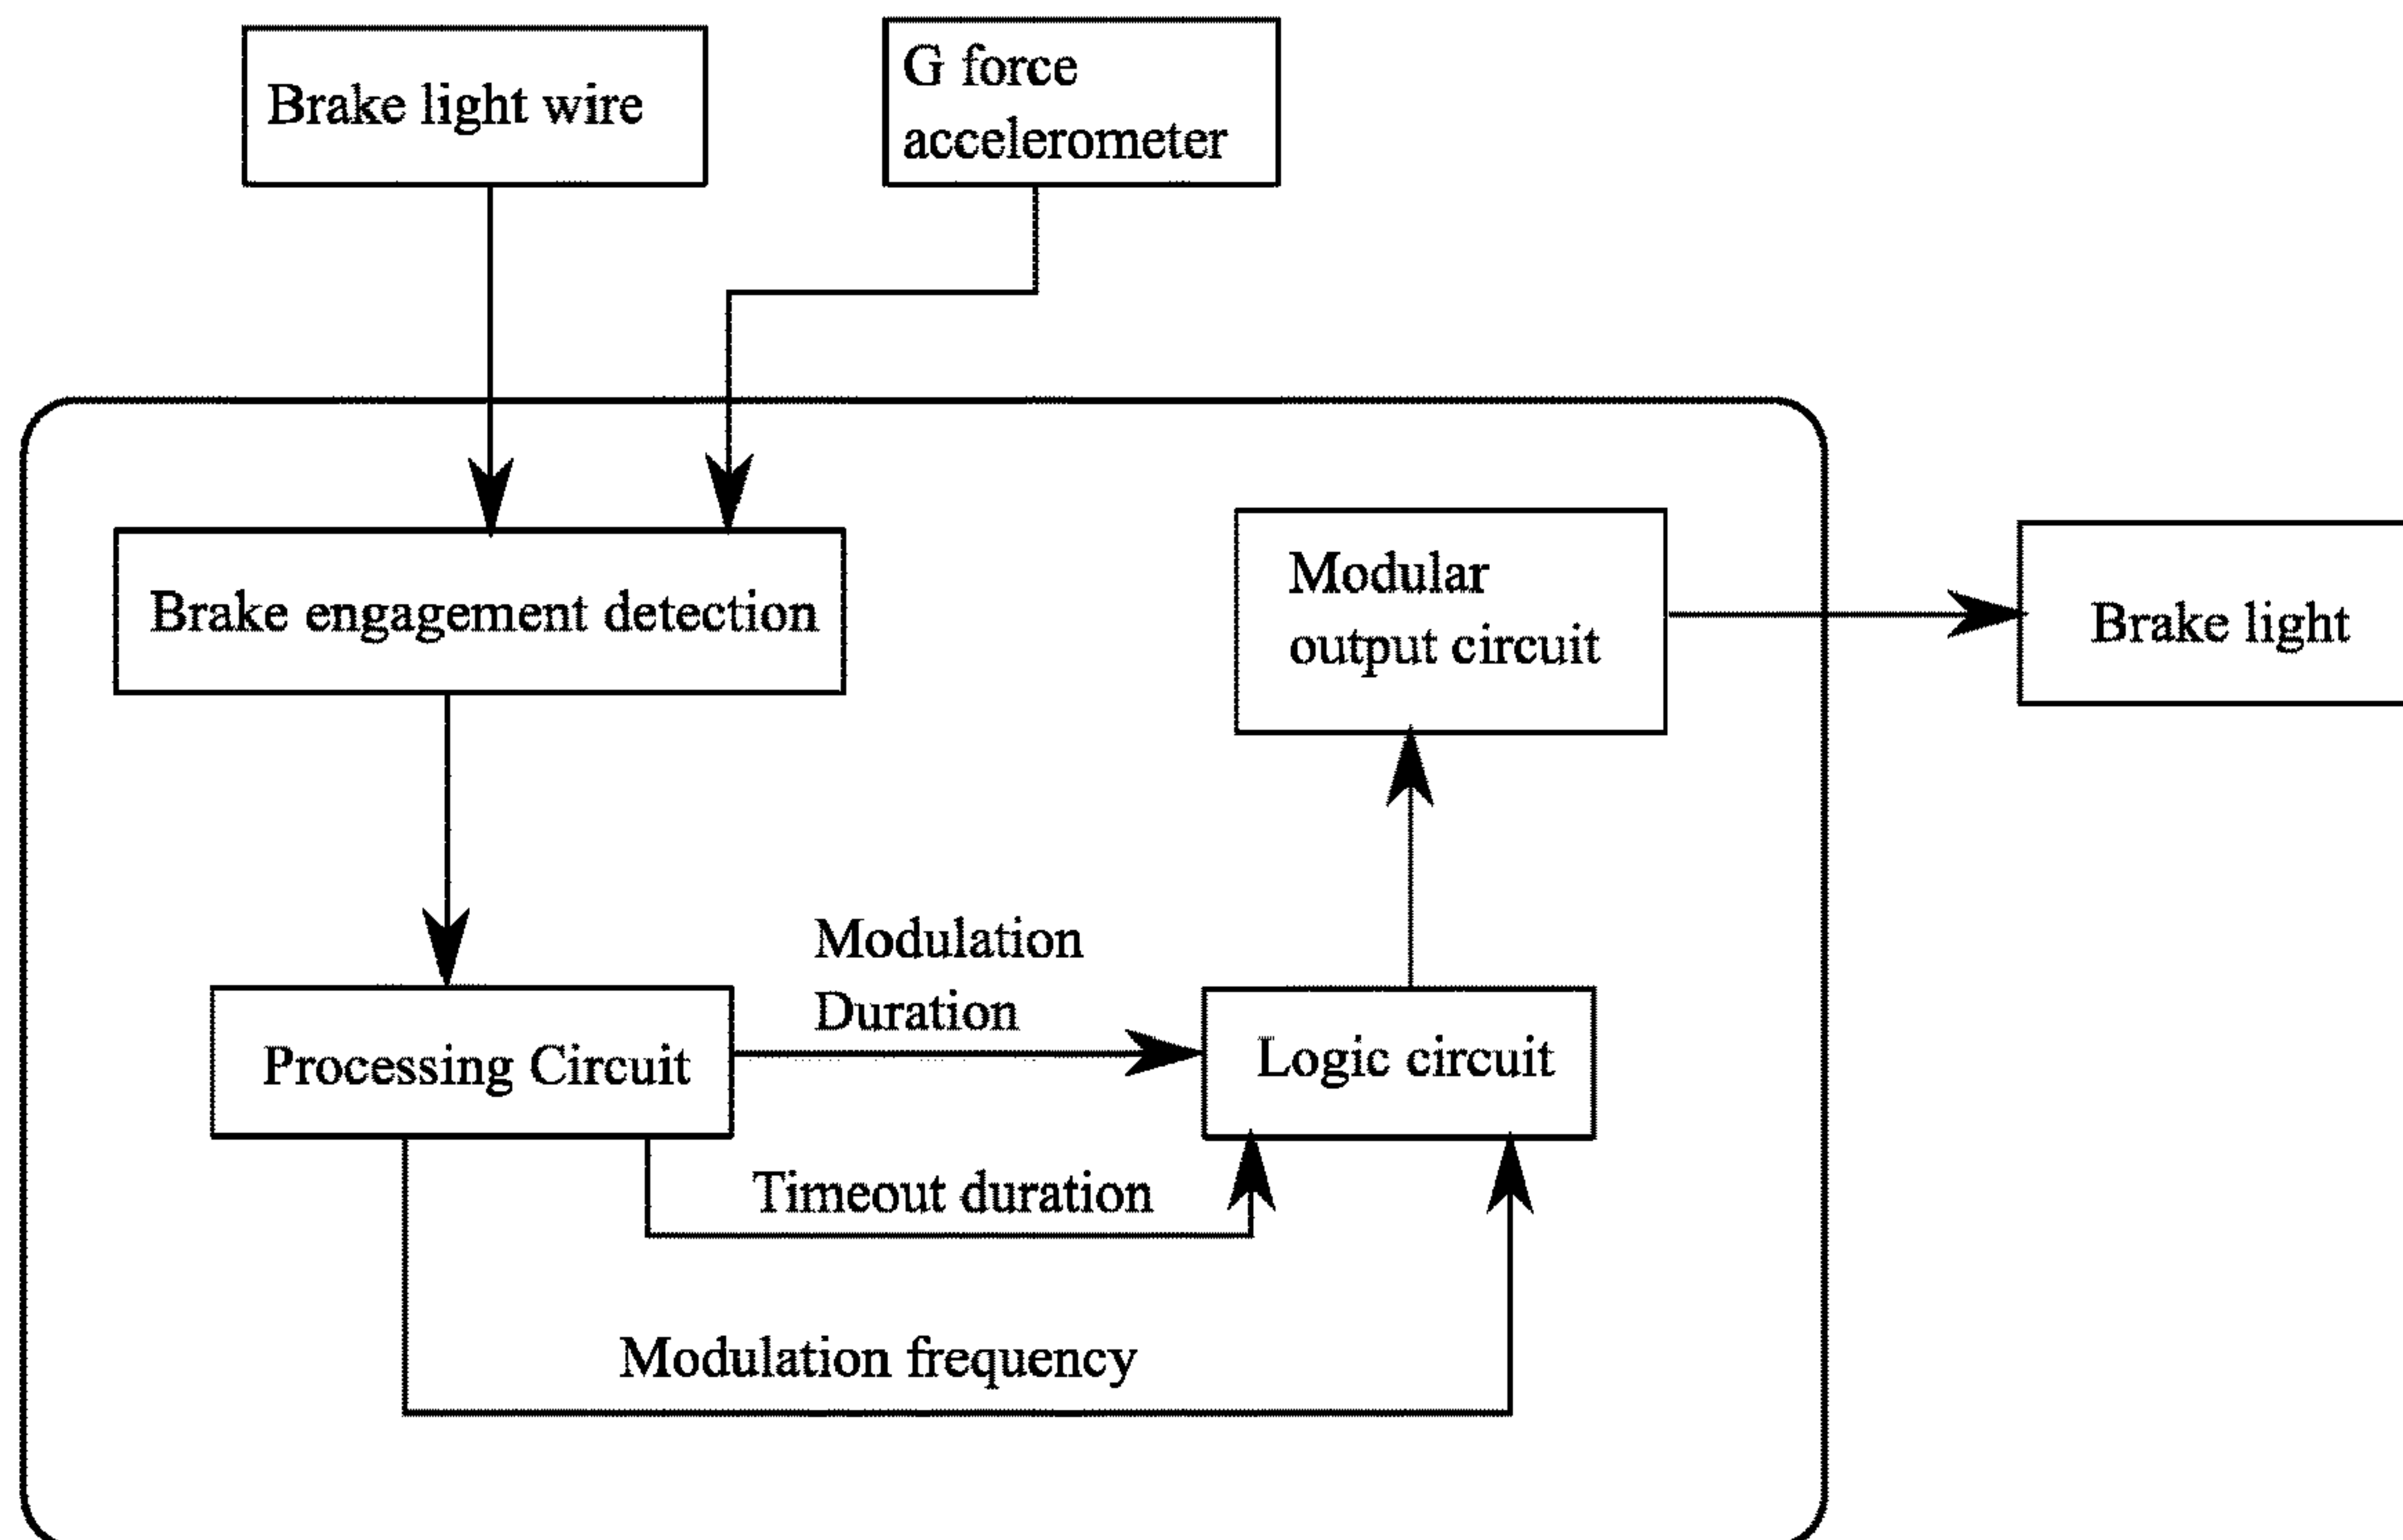 Brake light wire
G force
accelerometer
Brake engagement detection
Modular
output circuit
Brake light
Modulation
Duration
Processing Circuit
Logic circuit
Timeout duration
Modulation frequency